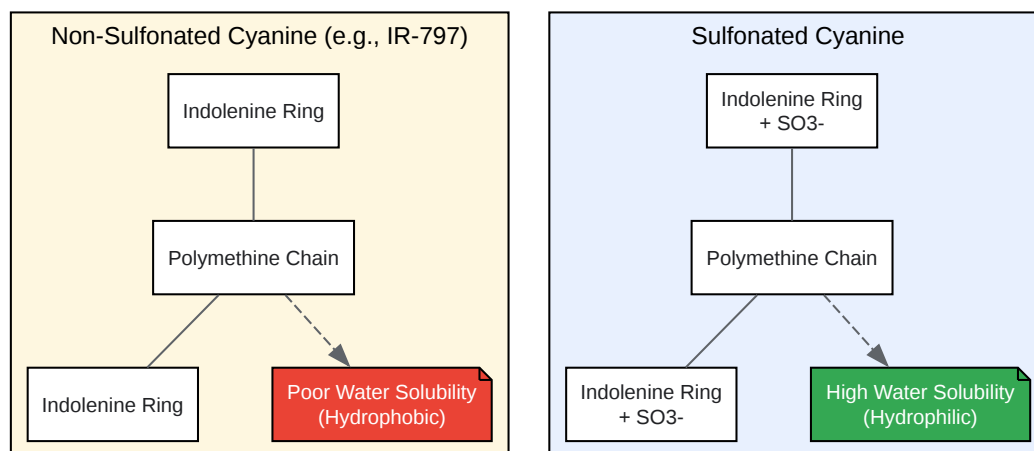 Non-Sulfonated Cyanine (e.g., IR-797)
Indolenine Ring
Polymethine Chain
Indolenine Ring
Poor Water Solubility
(Hydrophobic)
Sulfonated Cyanine
Indolenine Ring
+ SO3-
Polymethine Chain
Indolenine Ring
+ SO3-
High Water Solubility
(Hydrophilic)